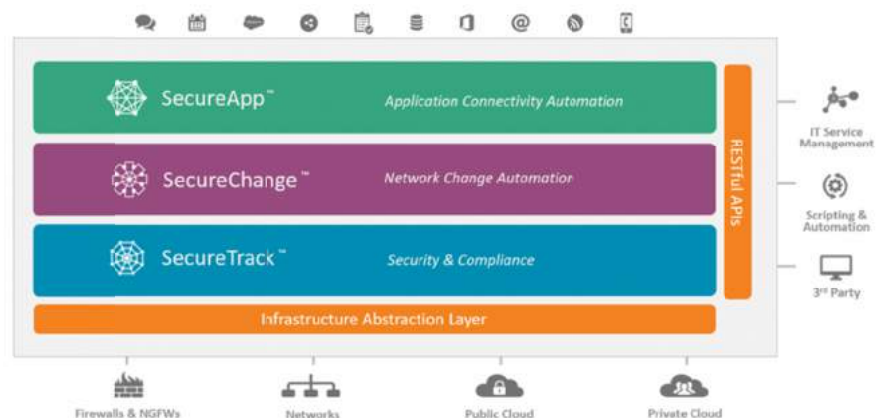 SecureApp™ Application Connectivity Automation
SecureChange™ Network Change Automation
SecureTrack™ Security & Compliance
RESTful APIs
Infrastructure Abstraction Layer
IT Service
Management
Scripting &
Automation
3rd Party
Firewalls & NGFWs
Networks
Public Cloud
Private Cloud